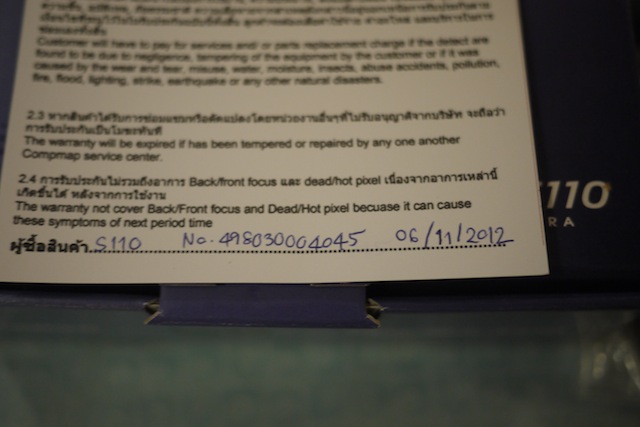 Customer will have to pay for services and/ or parts replacement charge if the defect are
found to be due to negligence, tempering of the equipment by the customer or if it was
caused by the wear and tear, misuse, water, moisture, insects, abuse accidents, pollution,
fire, flood, lighting, strike, earthquake or any other natural disasters.
2.3 หากสินค้าได้รับการซ่อมแซมหรือดัดแปลงโดยหน่วยงานอื่นๆที่ไม่รับอนุญาติจากบริษัท จะถือว่า
การรับประกันเป็นโมฆะทันที
The warranty will be expired if has been tempered or repaired by any one another
Compmap service center.
2.4 การรับประกันไม่รวมถึงอาการ Back/front focus และ dead/hot pixel เนื่องจากอาการเหล่านี้
เกิดขึ้นได้ หลังจากการใช้งาน
The warranty not cover Back/Front focus and Dead/Hot pixel becuase it can cause
these symptoms of next period time
ผู้ซื้อสินค้า S110 No. 498030004045 06/11/2012
S110
RA